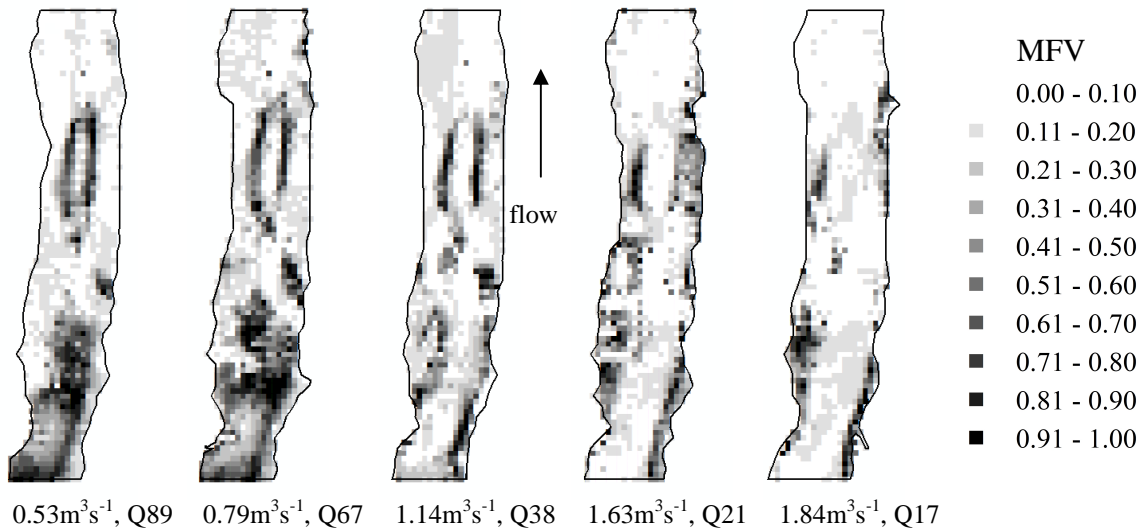 MFV
0.00 - 0.10
0.11 - 0.20
0.21 - 0.30
0.31 - 0.40
0.41 - 0.50
0.51 - 0.60
0.61 - 0.70
0.71 - 0.80
0.81 - 0.90
0.91 - 1.00
flow
0.53m³s⁻¹, Q89 0.79m³s⁻¹, Q67 1.14m³s⁻¹, Q38 1.63m³s⁻¹, Q21 1.84m³s⁻¹, Q17